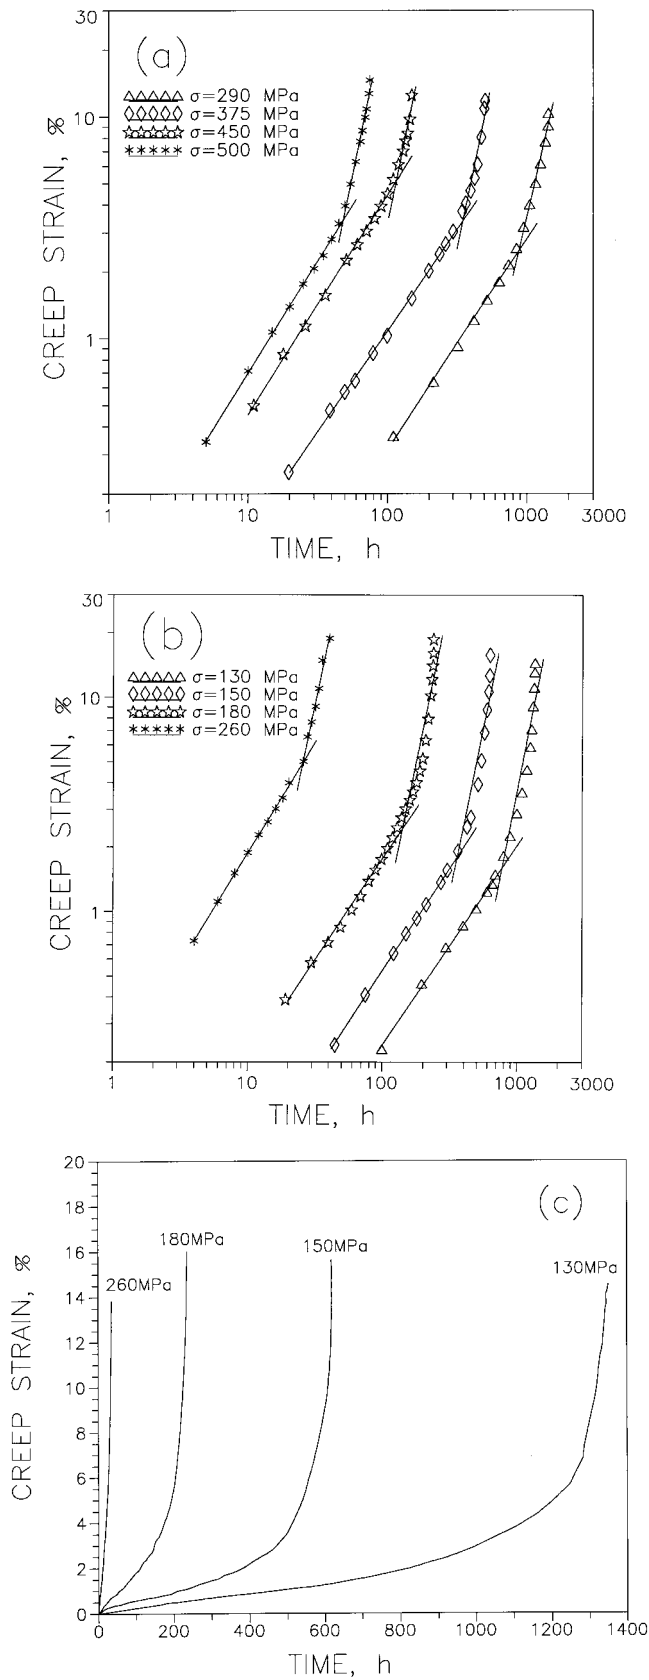 30
(a)
σ=290 MPa
10
σ=375 MPa
σ=450 MPa
σ=500 MPa
CREEP STRAIN, %
1
1 10 100 1000 3000
TIME, h
30
(b)
σ=130 MPa
10
σ=150 MPa
σ=180 MPa
σ=260 MPa
CREEP STRAIN, %
1
1 10 100 1000 3000
TIME, h
20
(c)
18
180MPa
150MPa
16
130MPa
260MPa
14
12
10
8
6
4
2
0
CREEP STRAIN, %
0 200 400 600 800 1000 1200 1400
TIME, h